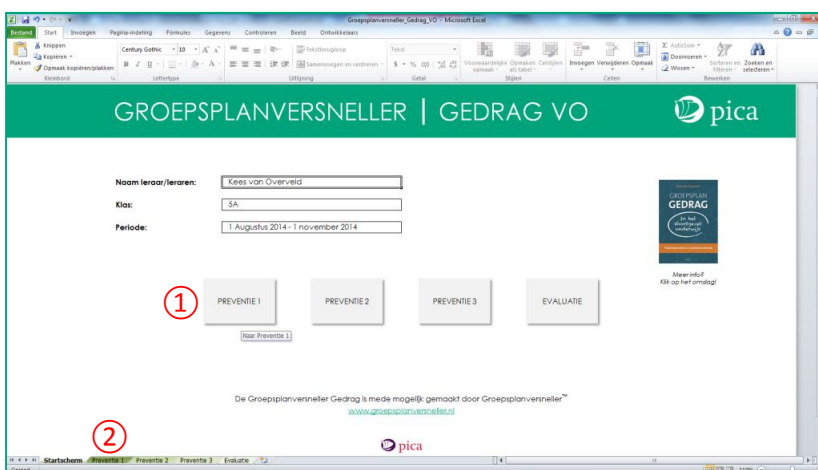 Groepsplanversneller_Gedrag_VO - Microsoft Excel
Bestand Start Invoegen Pagina-indeling Formules Gegevens Controleren Beeld Ontwikkelaars
Plakken
Knippen
Kopiëren
Opmaak kopiëren/plakken
Klembord
Century Gothic 10
B I U
Lettertype
Tekstterugloop
Samenvoegen en centreren
Uitlijning
Tekst
Getal
Voorwaardelijke opmaak
Opmaken als tabel
Celstijlen
Stijlen
Invoegen Verwijderen Opmaak
Cellen
AutoSom
Doorvoeren
Wissen
Sorteren en filteren
Zoeken en selecteren
Bewerken
GROEPSPLANVERSNELLER | GEDRAG VO
pica
Naam leraar/leraren: Kees van Overveld
Klas: 5A
Periode: 1 Augustus 2014 - 1 november 2014
GROEPSPLAN
GEDRAG
in het
voortgezet
onderwijs
Meer info?
Klik op het omslag!
1
PREVENTIE 1 PREVENTIE 2 PREVENTIE 3 EVALUATIE
Naar Preventie 1
De Groepsplanversneller Gedrag is mede mogelijk gemaakt door Groepsplanversneller™
www.groepsplanversneller.nl
2
pica
Startscherm Preventie 1 Preventie 2 Preventie 3 Evaluatie